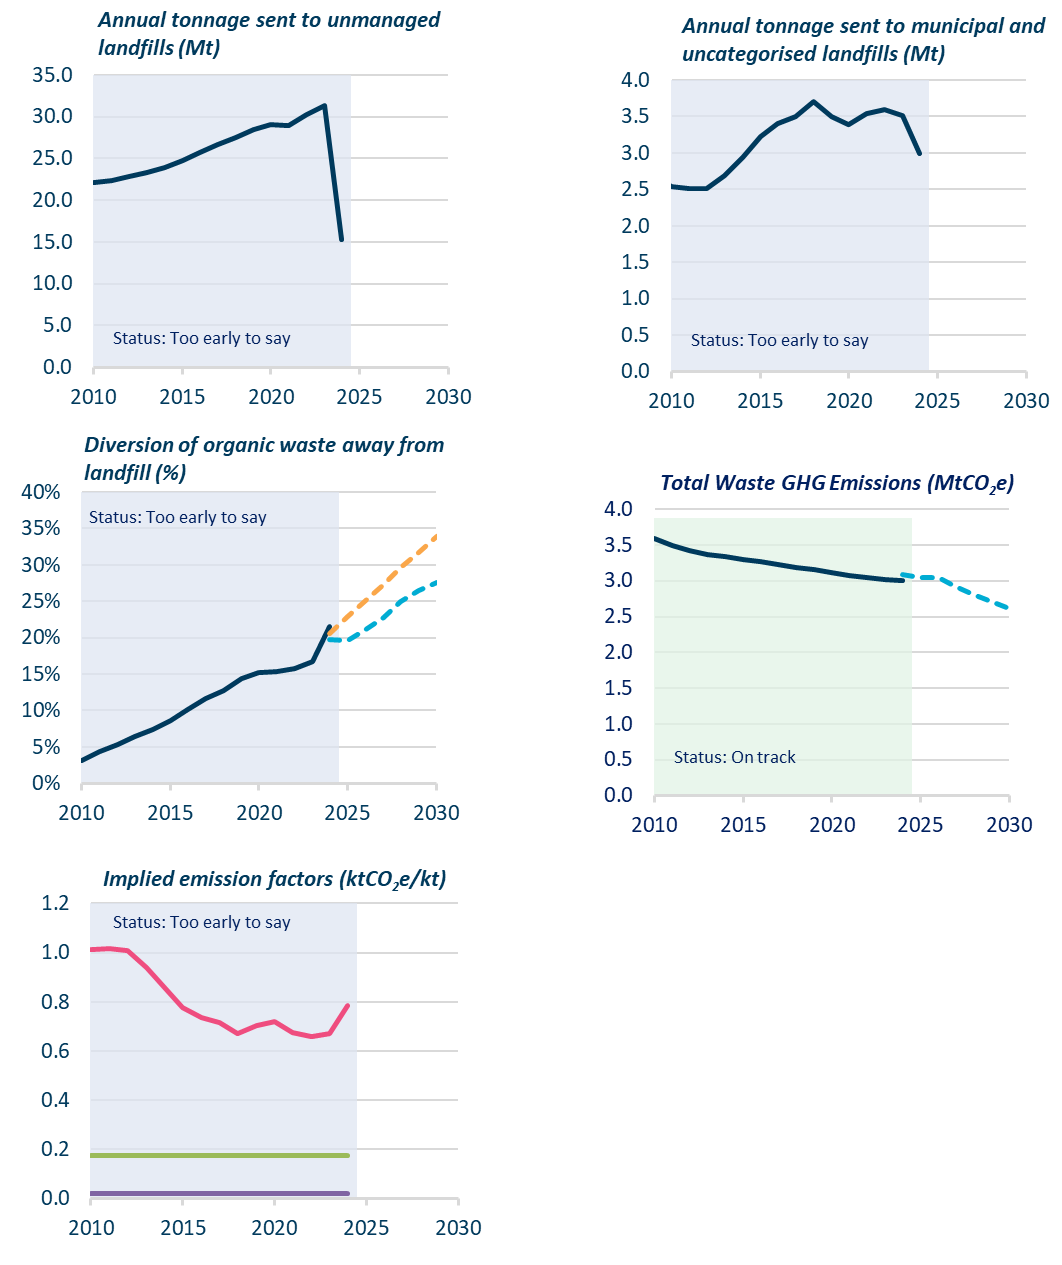 Annual tonnage sent to unmanaged
landfills (Mt)
35.0
30.0
25.0
20.0
15.0
10.0
5.0
0.0
Status: Too early to say
2010 2015 2020 2025 2030
Annual tonnage sent to municipal and
uncategorised landfills (Mt)
4.0
3.5
3.0
2.5
2.0
1.5
1.0
0.5
0.0
Status: Too early to say
2010 2015 2020 2025 2030
Diversion of organic waste away from
landfill (%)
40%
35%
30%
25%
20%
15%
10%
5%
0%
Status: Too early to say
2010 2015 2020 2025 2030
Total Waste GHG Emissions (MtCO₂e)
4.0
3.5
3.0
2.5
2.0
1.5
1.0
0.5
0.0
Status: On track
2010 2015 2020 2025 2030
Implied emission factors (ktCO₂e/kt)
1.2
1.0
0.8
0.6
0.4
0.2
0.0
Status: Too early to say
2010 2015 2020 2025 2030